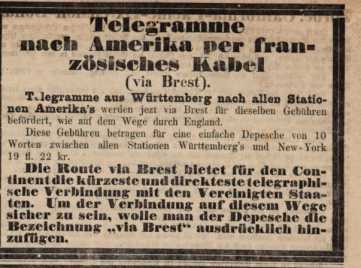 Telegramme
nach Amerika per fran-
zösisches Kabel
(via Brest).
Telegramme aus Württemberg nach allen Statio-
nen Amerika's werden jezt via Brest für dieselben Gebühren
befördert, wie auf dem Wege durch England.
Diese Gebühren betragen für eine einfache Depesche von 10
Worten zwischen allen Stationen Württemberg's und New-York
19 fl. 22 kr.
Die Route via Brest bietet für den Con-
tinent die kürzeste und direkteste telegraphi-
sche Verbindung mit den Vereinigten Staa-
ten. Um der Verbindung auf diesem Wege
sicher zu sein, wolle man der Depesche die
Bezeichnung „via Brest" ausdrücklich hin-
zufügen.